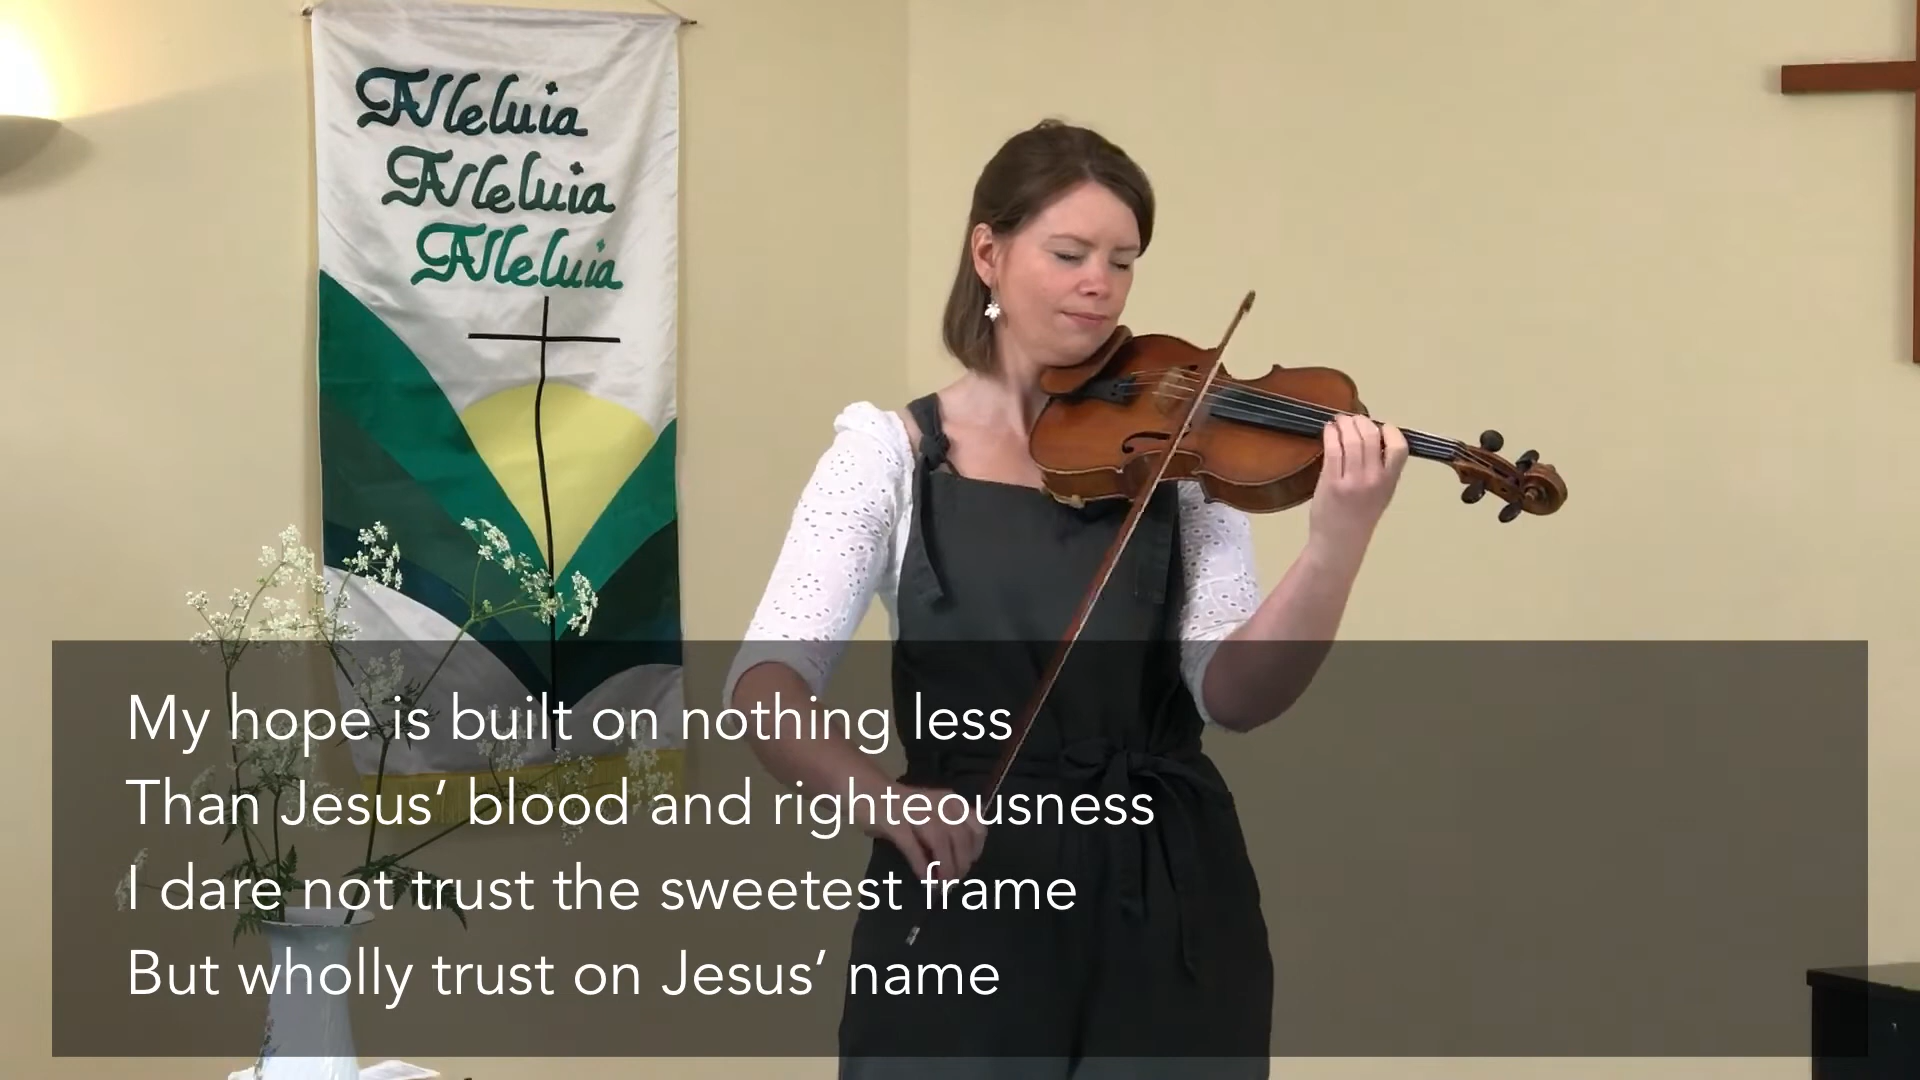 Alleluia
Alleluia
Alleluia
My hope is built on nothing less
Than Jesus’ blood and righteousness
I dare not trust the sweetest frame
But wholly trust on Jesus’ name